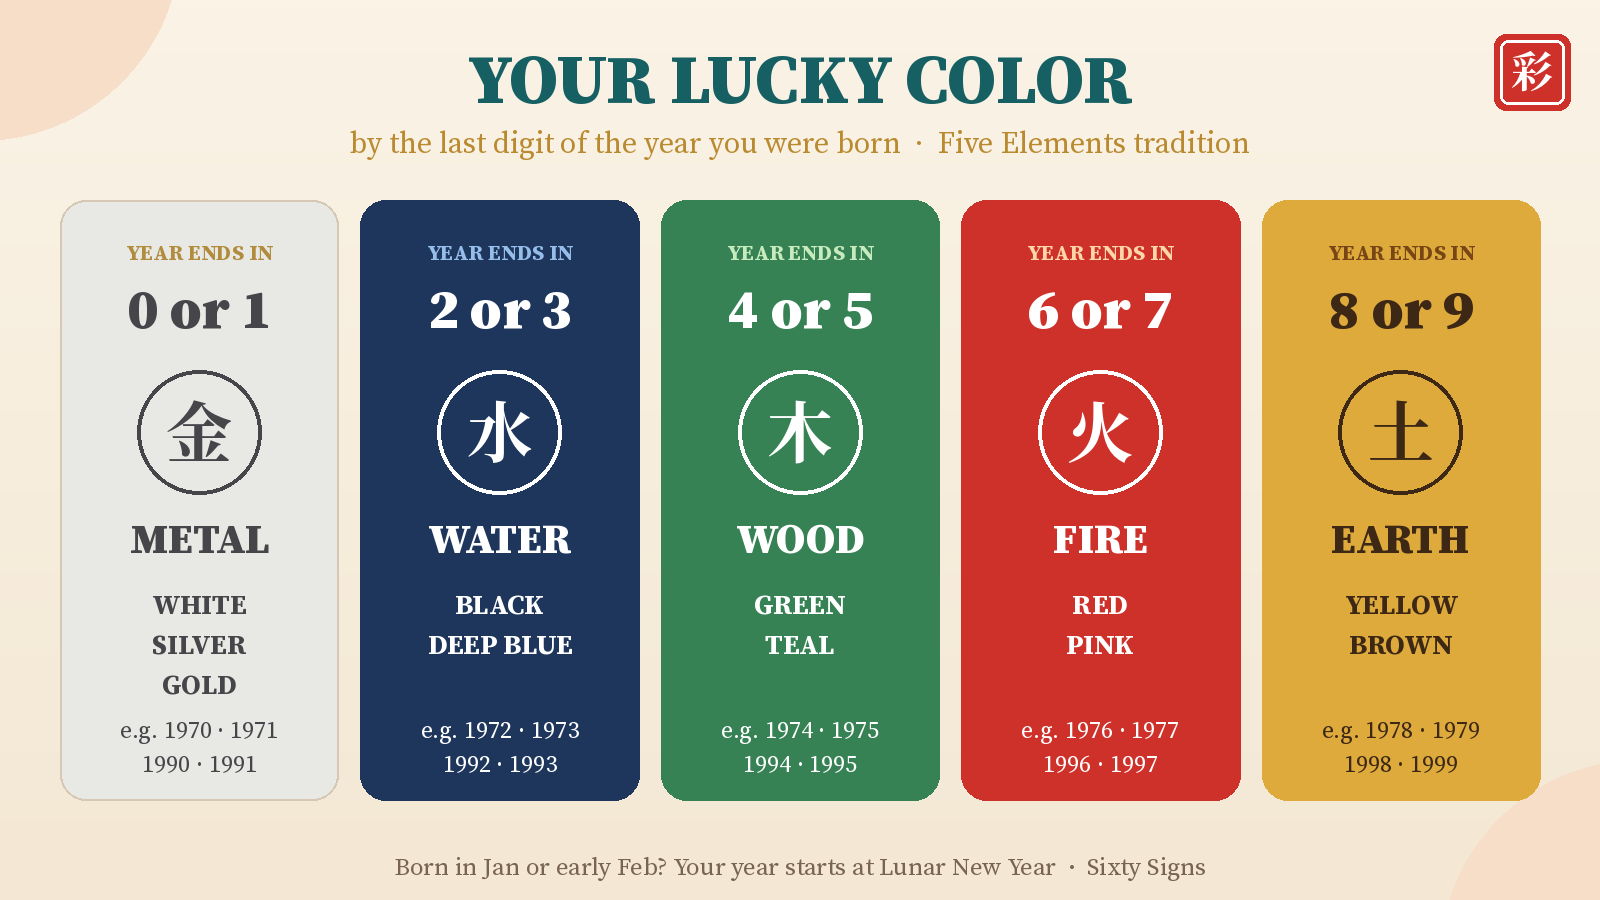 YOUR LUCKY COLOR
彩
by the last digit of the year you were born · Five Elements tradition
YEAR ENDS IN
0 or 1
金
METAL
WHITE
SILVER
GOLD
e.g. 1970 · 1971
1990 · 1991
YEAR ENDS IN
2 or 3
水
WATER
BLACK
DEEP BLUE
e.g. 1972 · 1973
1992 · 1993
YEAR ENDS IN
4 or 5
木
WOOD
GREEN
TEAL
e.g. 1974 · 1975
1994 · 1995
YEAR ENDS IN
6 or 7
火
FIRE
RED
PINK
e.g. 1976 · 1977
1996 · 1997
YEAR ENDS IN
8 or 9
土
EARTH
YELLOW
BROWN
e.g. 1978 · 1979
1998 · 1999
Born in Jan or early Feb? Your year starts at Lunar New Year · Sixty Signs